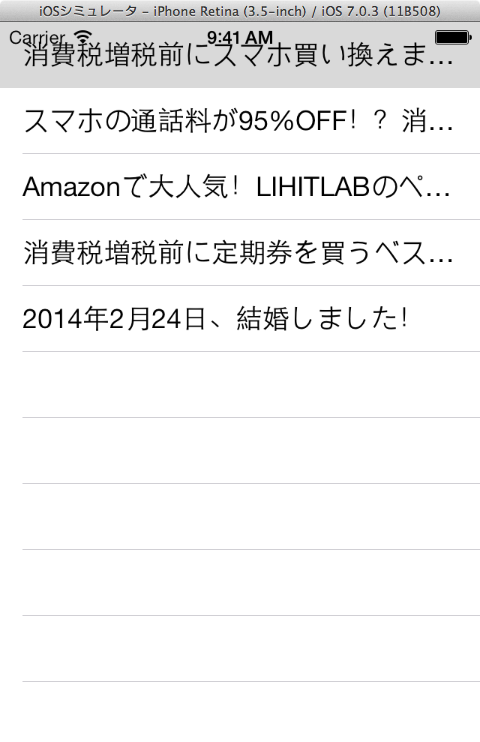 iOSシミュレータ – iPhone Retina (3.5-inch) / iOS 7.0.3 (11B508)
Carrier 9:41 AM
消費税増税前にスマホ買い換えま…
スマホの通話料が95%OFF！？ 消…
Amazonで大人気！LIHITLABのペ…
消費税増税前に定期券を買うベス…
2014年2月24日、結婚しました！